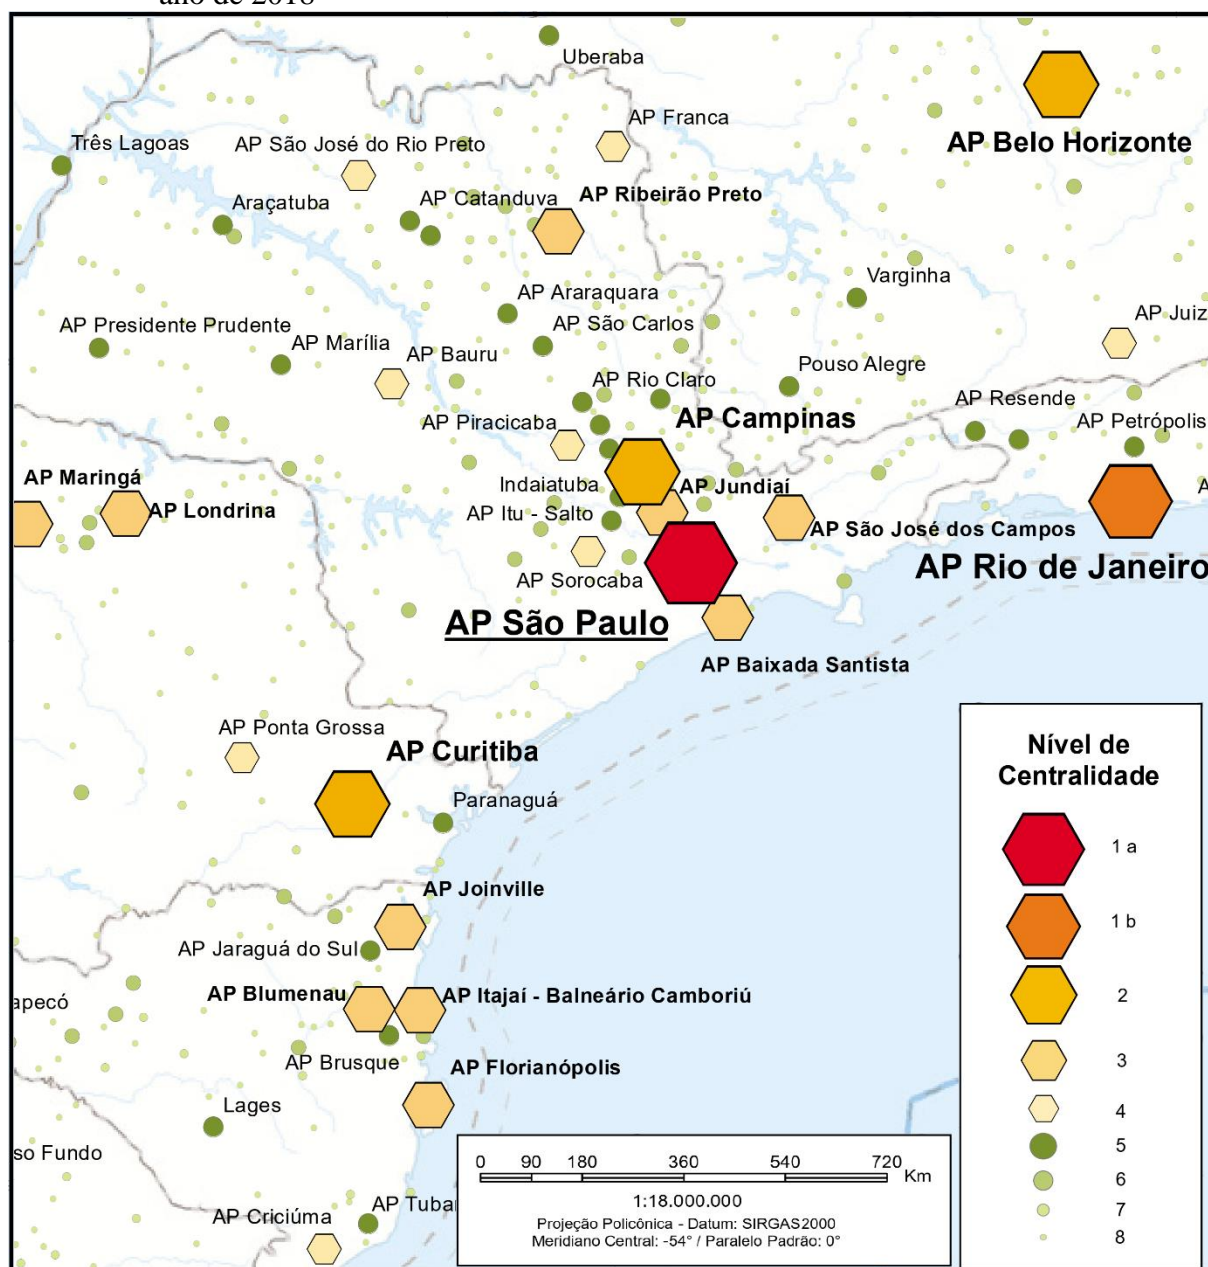 ano de 2018
Uberaba
AP Franca
AP Belo Horizonte
Três Lagoas
AP São José do Rio Preto
AP Catanduva
AP Ribeirão Preto
Araçatuba
Varginha
AP Araraquara
AP Juiz
AP Presidente Prudente
AP São Carlos
AP Marília
AP Bauru
Pouso Alegre
AP Rio Claro
AP Resende
AP Campinas
AP Petrópolis
AP Piracicaba
AP Maringá
Indaiatuba
AP Jundiaí
A
AP Londrina
AP Itu - Salto
AP São José dos Campos
AP Sorocaba
AP Rio de Janeiro
AP São Paulo
AP Baixada Santista
AP Ponta Grossa
AP Curitiba
Paranaguá
AP Joinville
AP Jaraguá do Sul
AP Blumenau
AP Itajaí - Balneário Camboriú
apecó
AP Brusque
AP Florianópolis
Lages
so Fundo
AP Criciúma
AP Tubar
Nível de
Centralidade
1 a
1 b
2
3
4
5
6
7
8
0 90 180 360 540 720
Km
1:18.000.000
Projeção Policônica - Datum: SIRGAS2000
Meridiano Central: -54° / Paralelo Padrão: 0°